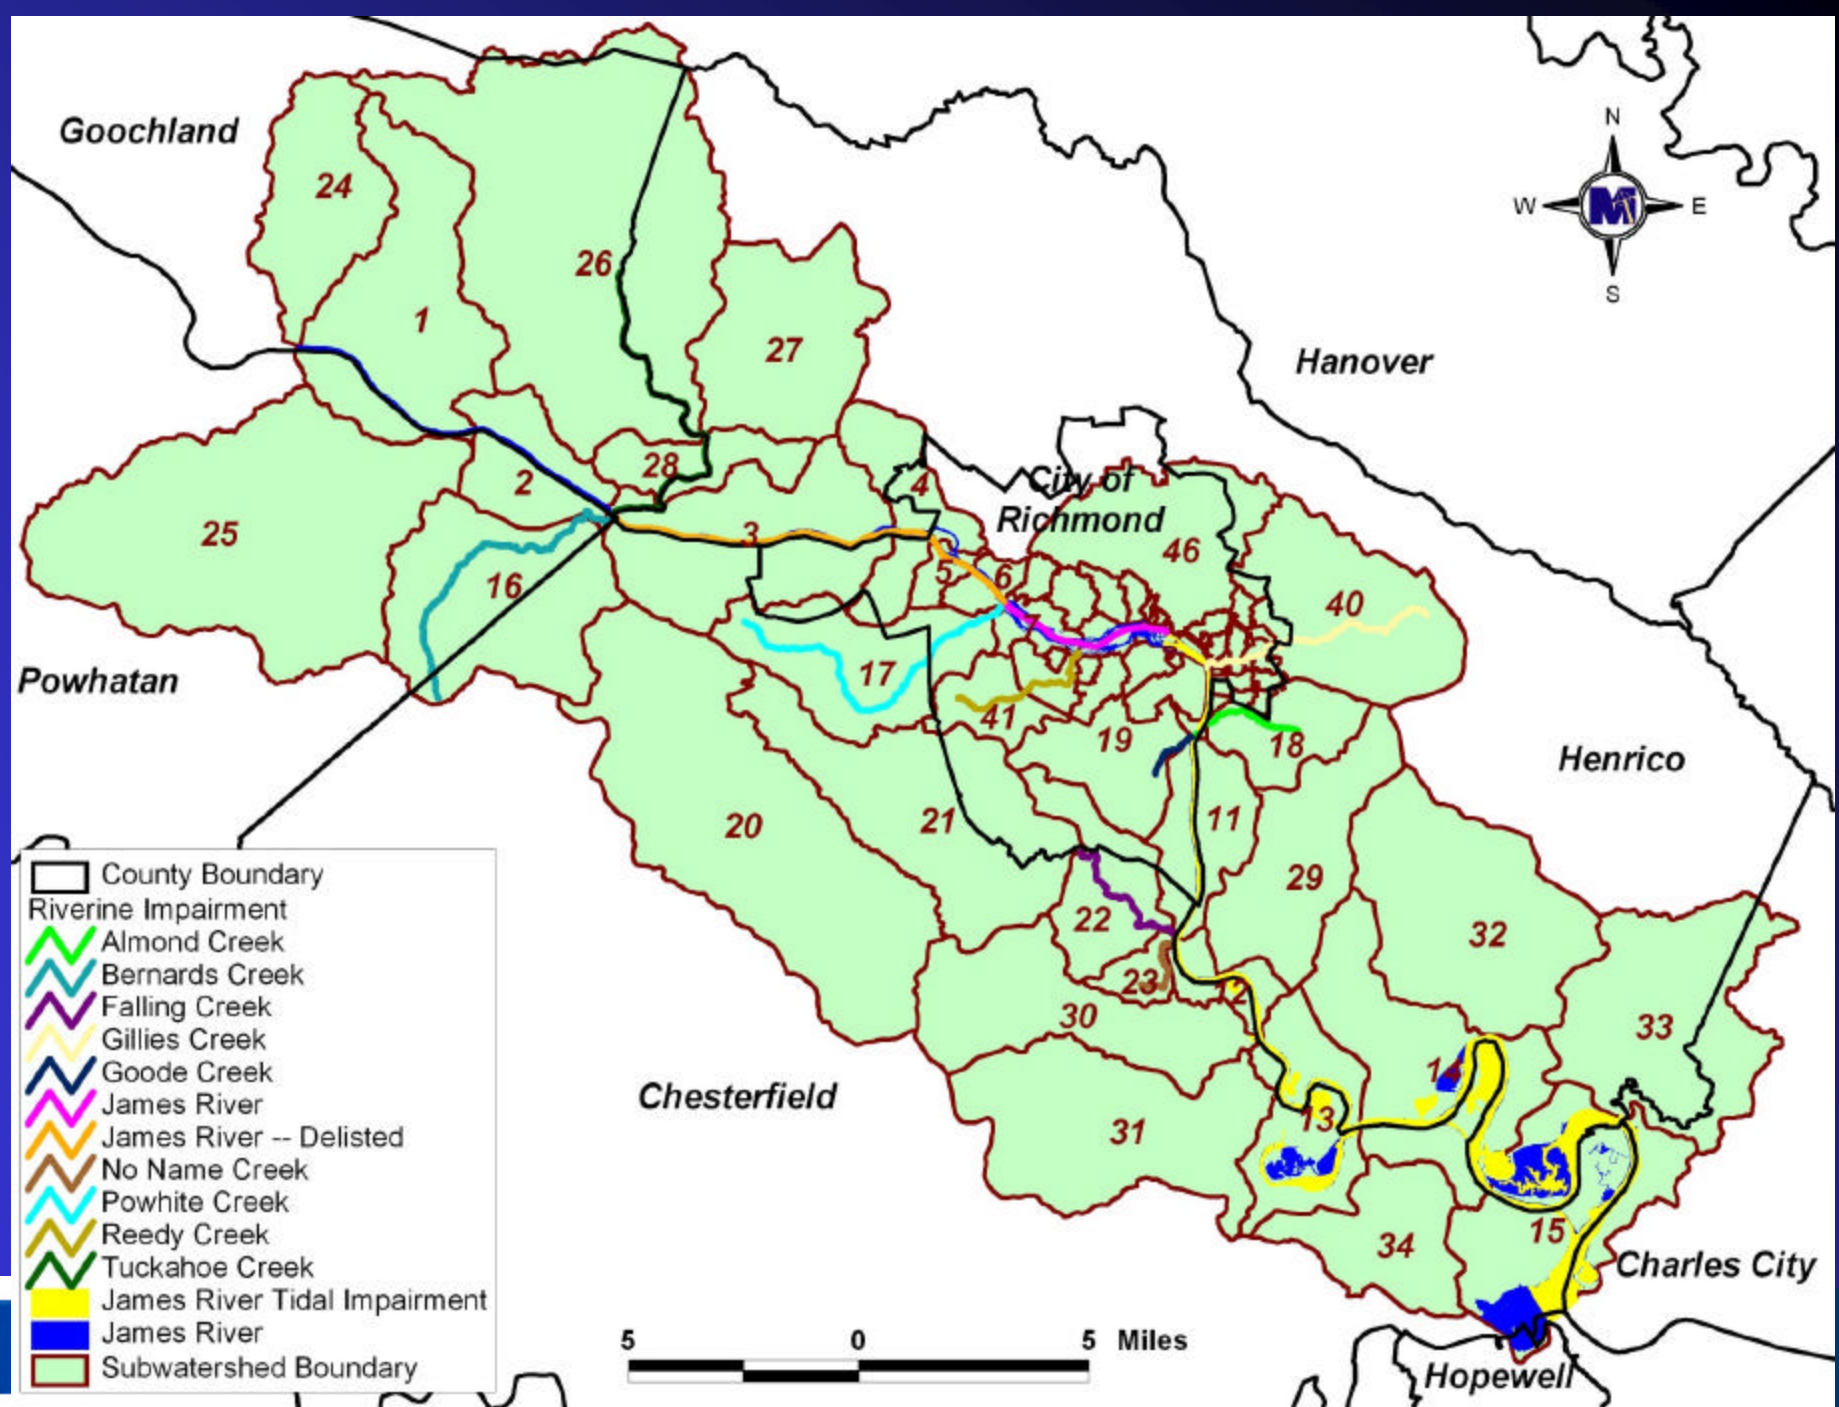 Goochland
24
26
1
27
N
W
M
E
S
Hanover
28
2
4
City of
Richmond
25
3
46
16
5
6
40
7
Powhatan
17
41
19
18
Henrico
20
21
11
29
22
32
23
12
30
33
14
Chesterfield
31
13
15
34
Charles City
Hopewell
County Boundary
Riverine Impairment
Almond Creek
Bernards Creek
Falling Creek
Gillies Creek
Goode Creek
James River
James River -- Delisted
No Name Creek
Powhite Creek
Reedy Creek
Tuckahoe Creek
James River Tidal Impairment
James River
Subwatershed Boundary
5 0 5 Miles